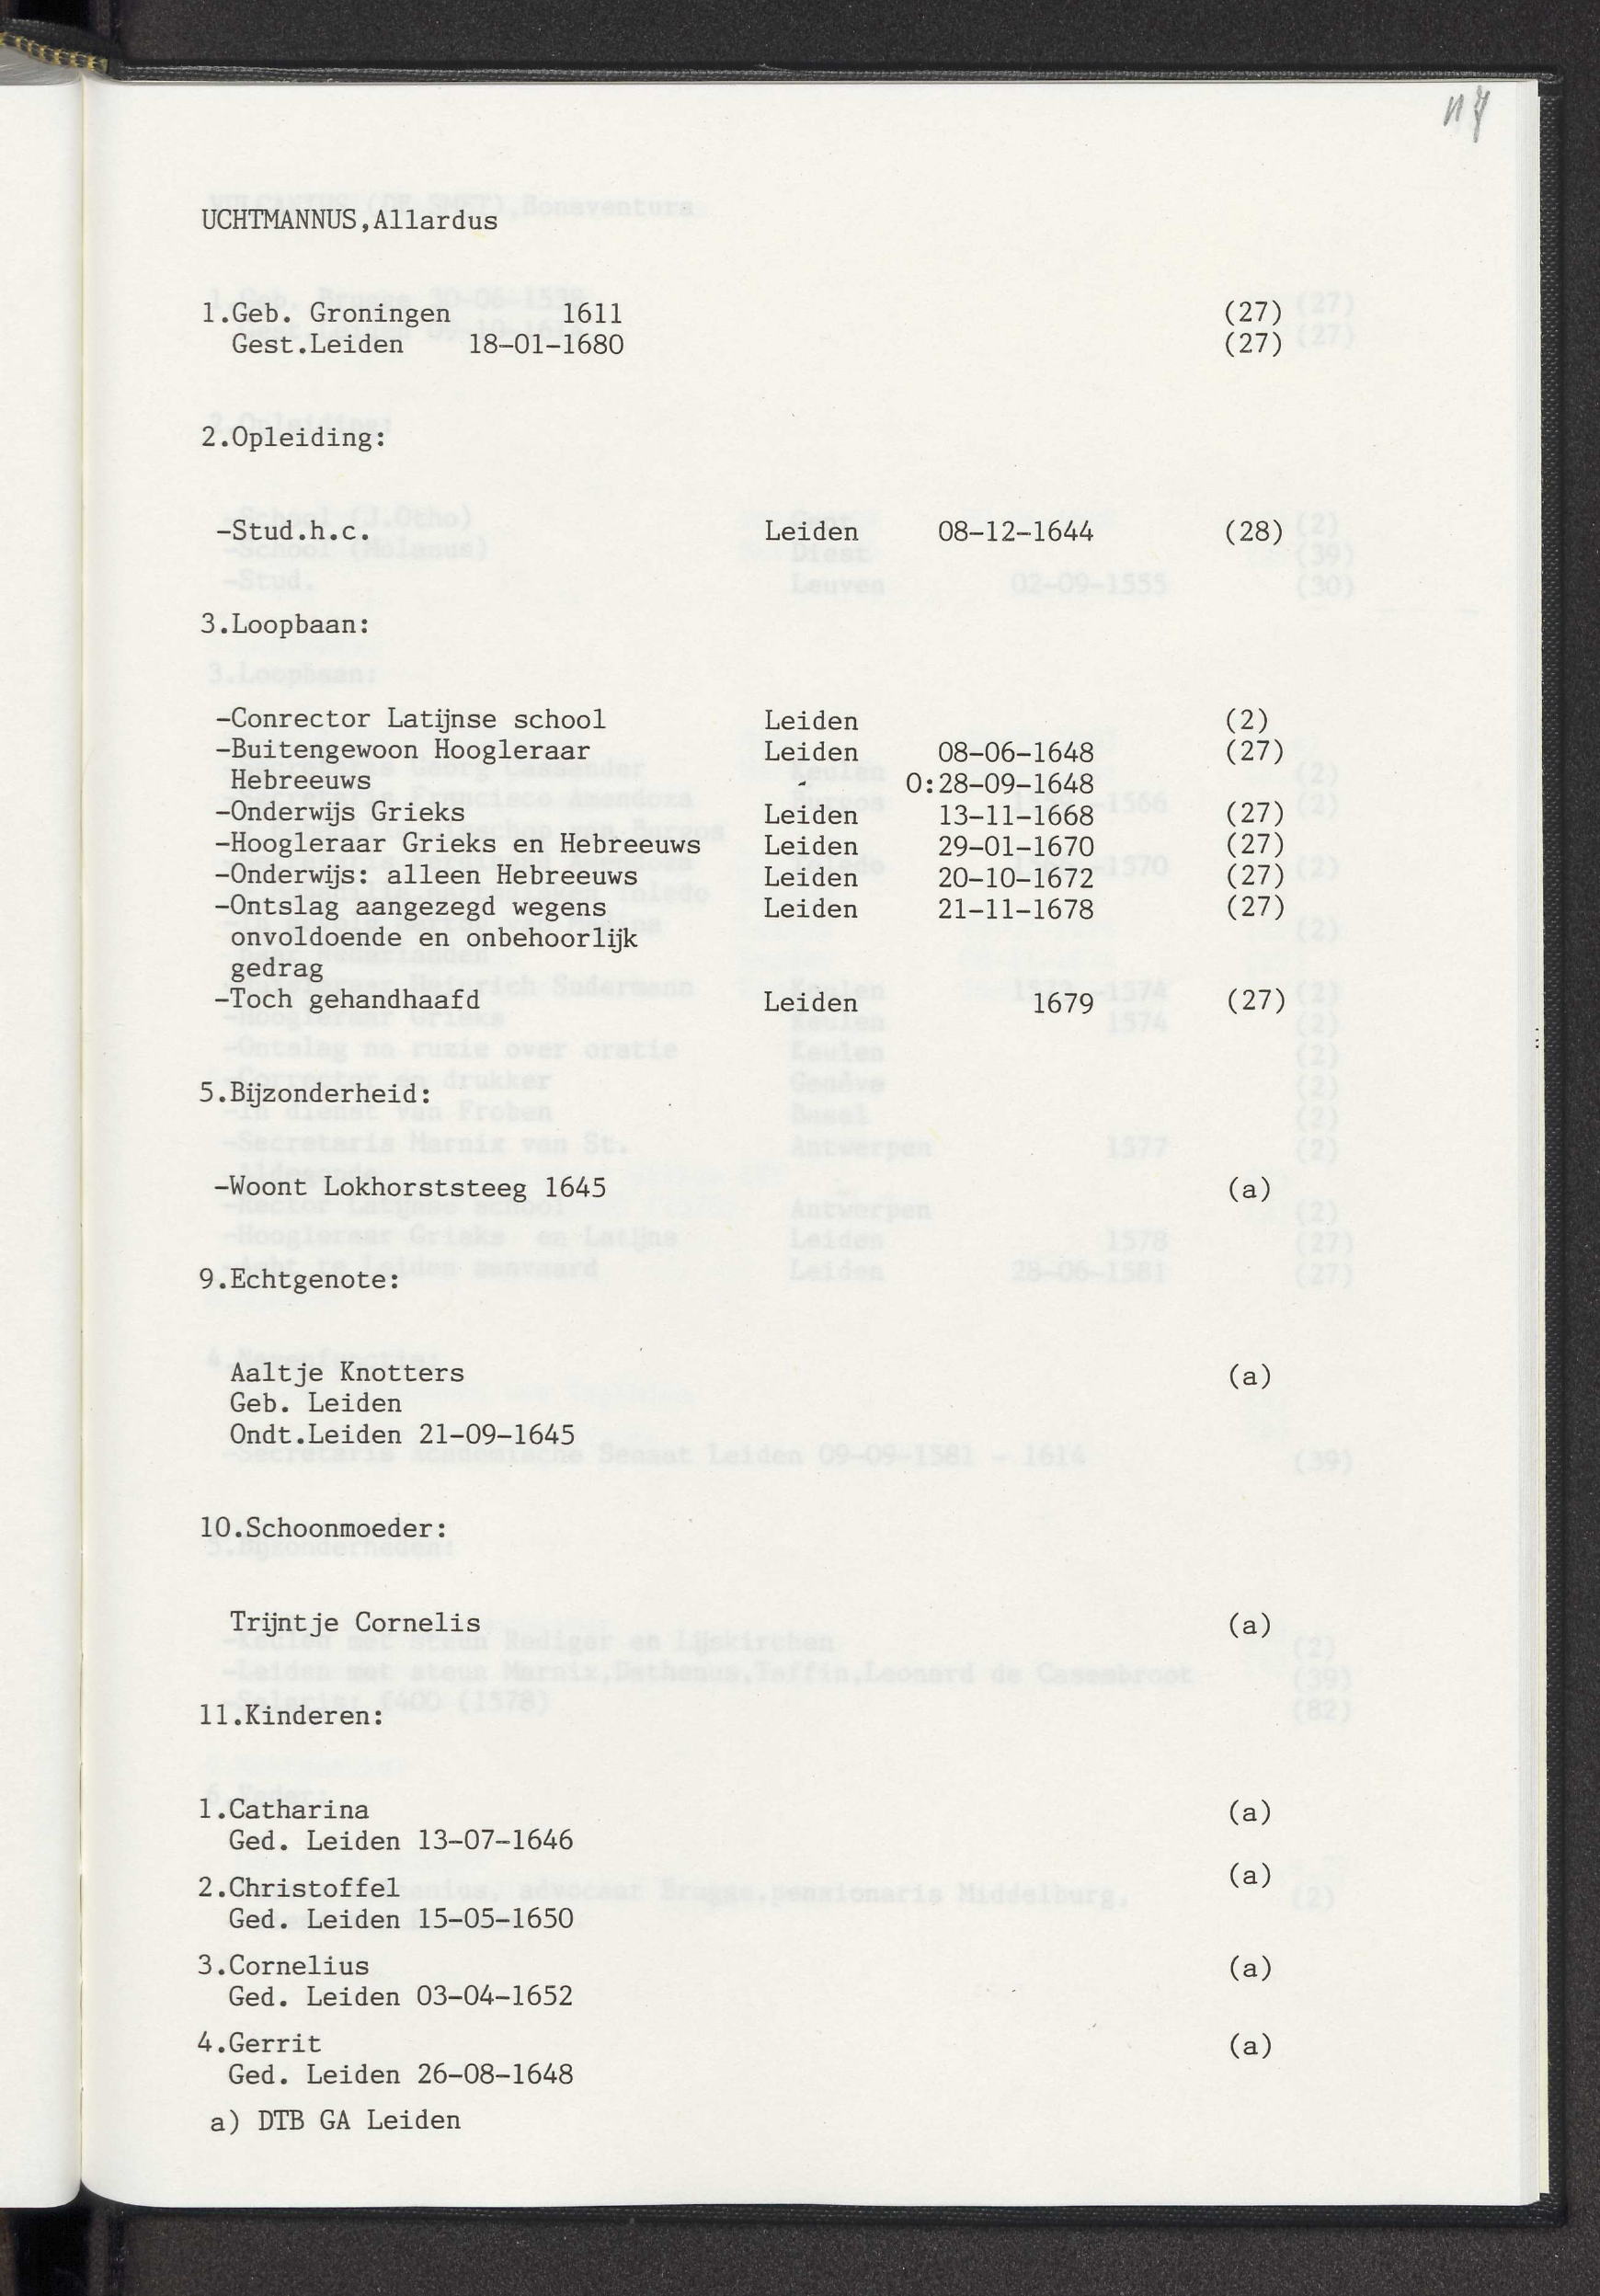 UCHTMANNUS,Allardus
1.Geb. Groningen 1611 (27)
Gest.Leiden 18-01-1680 (27)
2.Opleiding:
-Stud.h.c. Leiden 08-12-1644 (28)
3.Loopbaan:
-Conrector Latijnse school Leiden (2)
-Buitengewoon Hoogleraar Leiden 08-06-1648 (27)
Hebreeuws - O:28-09-1648
-Onderwijs Grieks Leiden 13-11-1668 (27)
-Hoogleraar Grieks en Hebreeuws Leiden 29-01-1670 (27)
-Onderwijs: alleen Hebreeuws Leiden 20-10-1672 (27)
-Ontslag aangezegd wegens Leiden 21-11-1678 (27)
onvoldoende en onbehoorlijk
gedrag
-Toch gehandhaafd Leiden 1679 (27)
5.Bijzonderheid:
-Woont Lokhorststeeg 1645 (a)
9.Echtgenote:
Aaltje Knotters (a)
Geb. Leiden
Ondt.Leiden 21-09-1645
10.Schoonmoeder:
Trijntje Cornelis (a)
11.Kinderen:
1.Catharina (a)
Ged. Leiden 13-07-1646
2.Christoffel (a)
Ged. Leiden 15-05-1650
3.Cornelius (a)
Ged. Leiden 03-04-1652
4.Gerrit (a)
Ged. Leiden 26-08-1648
a) DTB GA Leiden